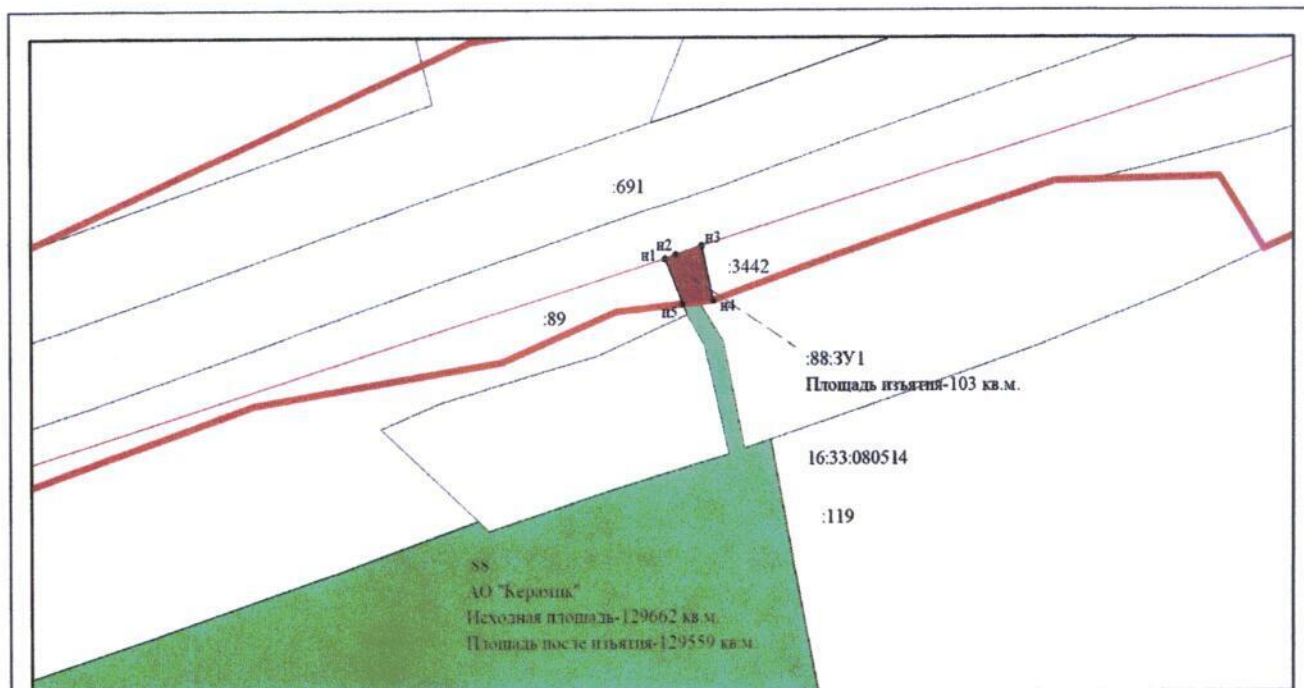 :691
н2
н3
н1
:3442
:89
н5
н4
:88:ЗУ1
Площадь изъятия-103 кв.м.
16:33:080514
:119
88
АО "Керамик"
Исходная площадь-129662 кв.м.
Площадь после изъятия-129559 кв.м.